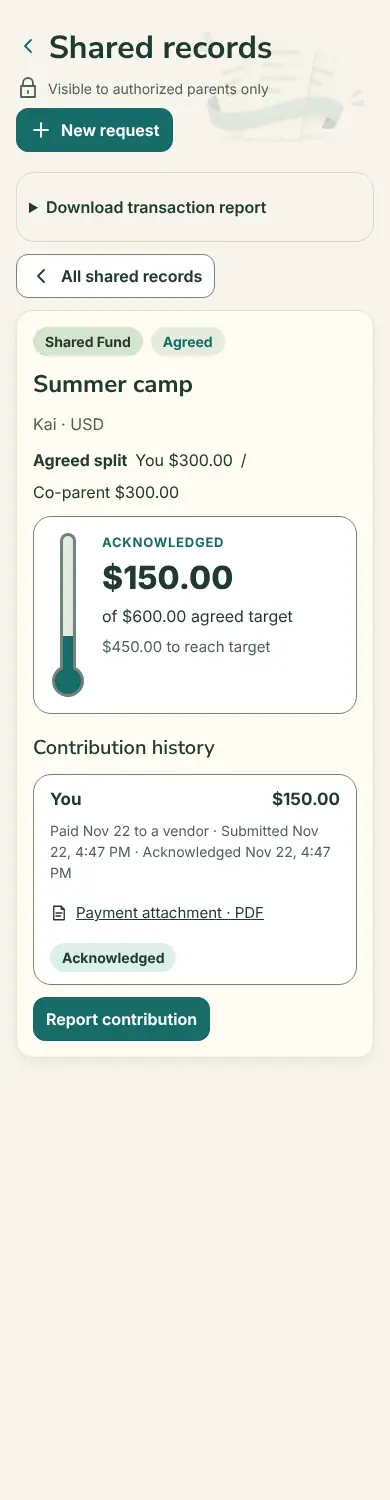 Shared records
Visible to authorized parents only
New request
Download transaction report
All shared records
Shared Fund
Agreed
Summer camp
Kai · USD
Agreed split You $300.00 /
Co-parent $300.00
ACKNOWLEDGED
$150.00
of $600.00 agreed target
$450.00 to reach target
Contribution history
You $150.00
Paid Nov 22 to a vendor · Submitted Nov
22, 4:47 PM · Acknowledged Nov 22, 4:47
PM
Payment attachment · PDF
Acknowledged
Report contribution